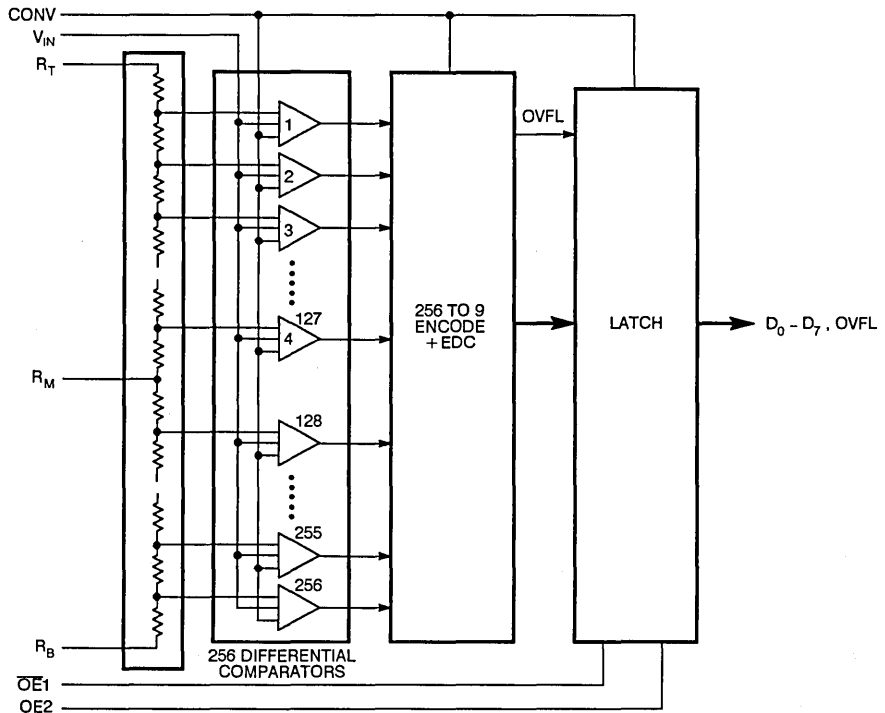 CONV
V_IN
R_T
1
OVFL
2
3
127
4
256 TO 9
ENCODE
+EDC
LATCH
D_0 – D_7 , OVFL
R_M
128
255
256
R_B
256 DIFFERENTIAL
COMPARATORS
O̅E̅1
OE2